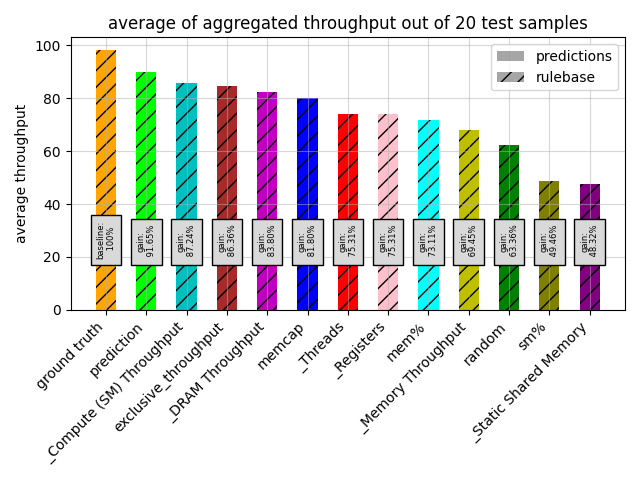 average of aggregated throughput out of 20 test samples
predictions
rulebase
average throughput
100
80
60
40
20
0
baseline:
100%
gain:
91.65%
gain:
87.24%
gain:
86.36%
gain:
83.80%
gain:
81.80%
gain:
75.31%
gain:
75.31%
gain:
73.11%
gain:
69.45%
gain:
63.36%
gain:
49.46%
gain:
48.32%
ground truth
prediction
_Compute (SM) Throughput
exclusive_throughput
_DRAM Throughput
memcap
_Threads
_Registers
mem%
_Memory Throughput
random
sm%
_Static Shared Memory